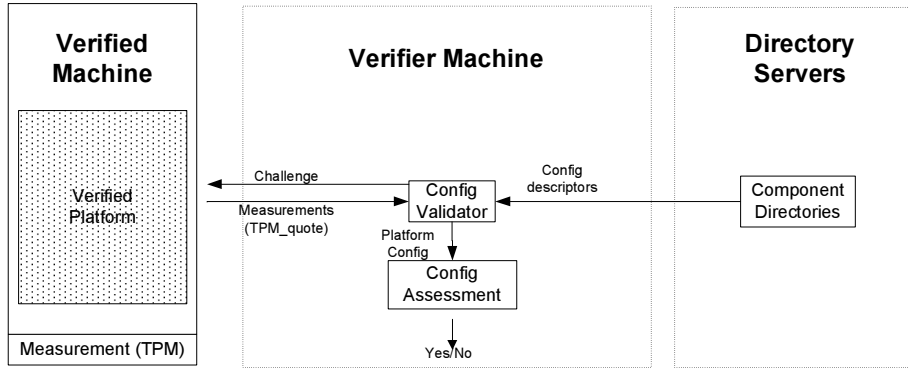 Verified
Machine
Verifier Machine
Directory
Servers
Verified
Platform
Challenge
Measurements
(TPM_quote)
Config
Validator
Config
descriptors
Component
Directories
Platform
Config
Config
Assessment
Yes/No
Measurement (TPM)